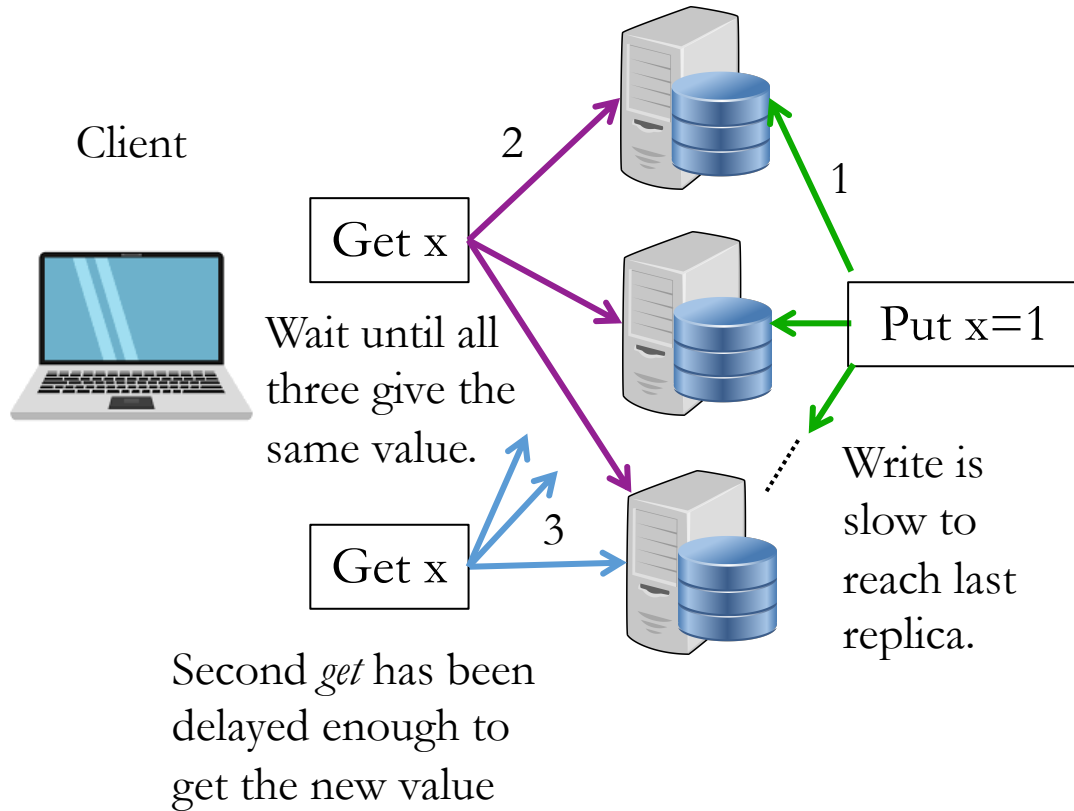 Client
2
1
Get x
Put x=1
Wait until all
three give the
same value.
Write is
slow to
reach last
replica.
3
Get x
Second get has been
delayed enough to
get the new value